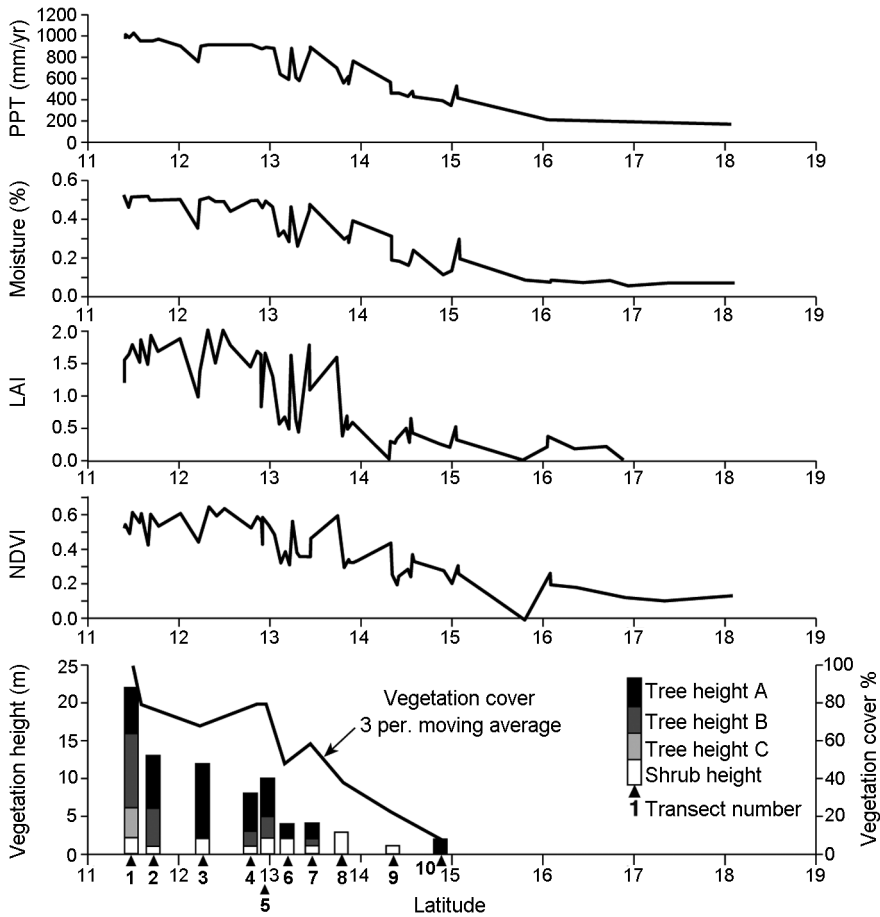 PPT (mm/yr)
1200
1000
800
600
400
200
0
11 12 13 14 15 16 17 18 19
Moisture (%)
0.6
0.4
0.2
0.0
11 12 13 14 15 16 17 18 19
LAI
2.0
1.5
1.0
0.5
0.0
11 12 13 14 15 16 17 18 19
NDVI
0.6
0.4
0.2
0.0
11 12 13 14 15 16 17 18 19
Vegetation height (m)
25
20
15
10
5
0
Vegetation cover
3 per. moving average
Tree height A
Tree height B
Tree height C
Shrub height
1 Transect number
100
80
60
40
20
0
Vegetation cover %
11 12 13 14 15 16 17 18 19
1 2 3 4 5 6 7 8 9 10
Latitude